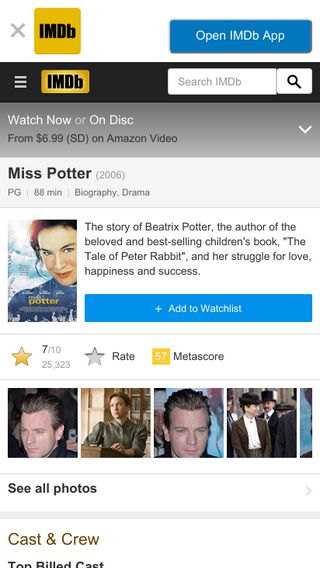 IMDb
Open IMDb App
IMDb
Search IMDb
Watch Now or On Disc
From $6.99 (SD) on Amazon Video
Miss Potter (2006)
PG | 88 min | Biography, Drama
miss
potter
The story of Beatrix Potter, the author of the
beloved and best-selling children's book, "The
Tale of Peter Rabbit", and her struggle for love,
happiness and success.
+ Add to Watchlist
7/10
25,323
Rate
57 Metascore
See all photos
Cast & Crew
Top Billed Cast